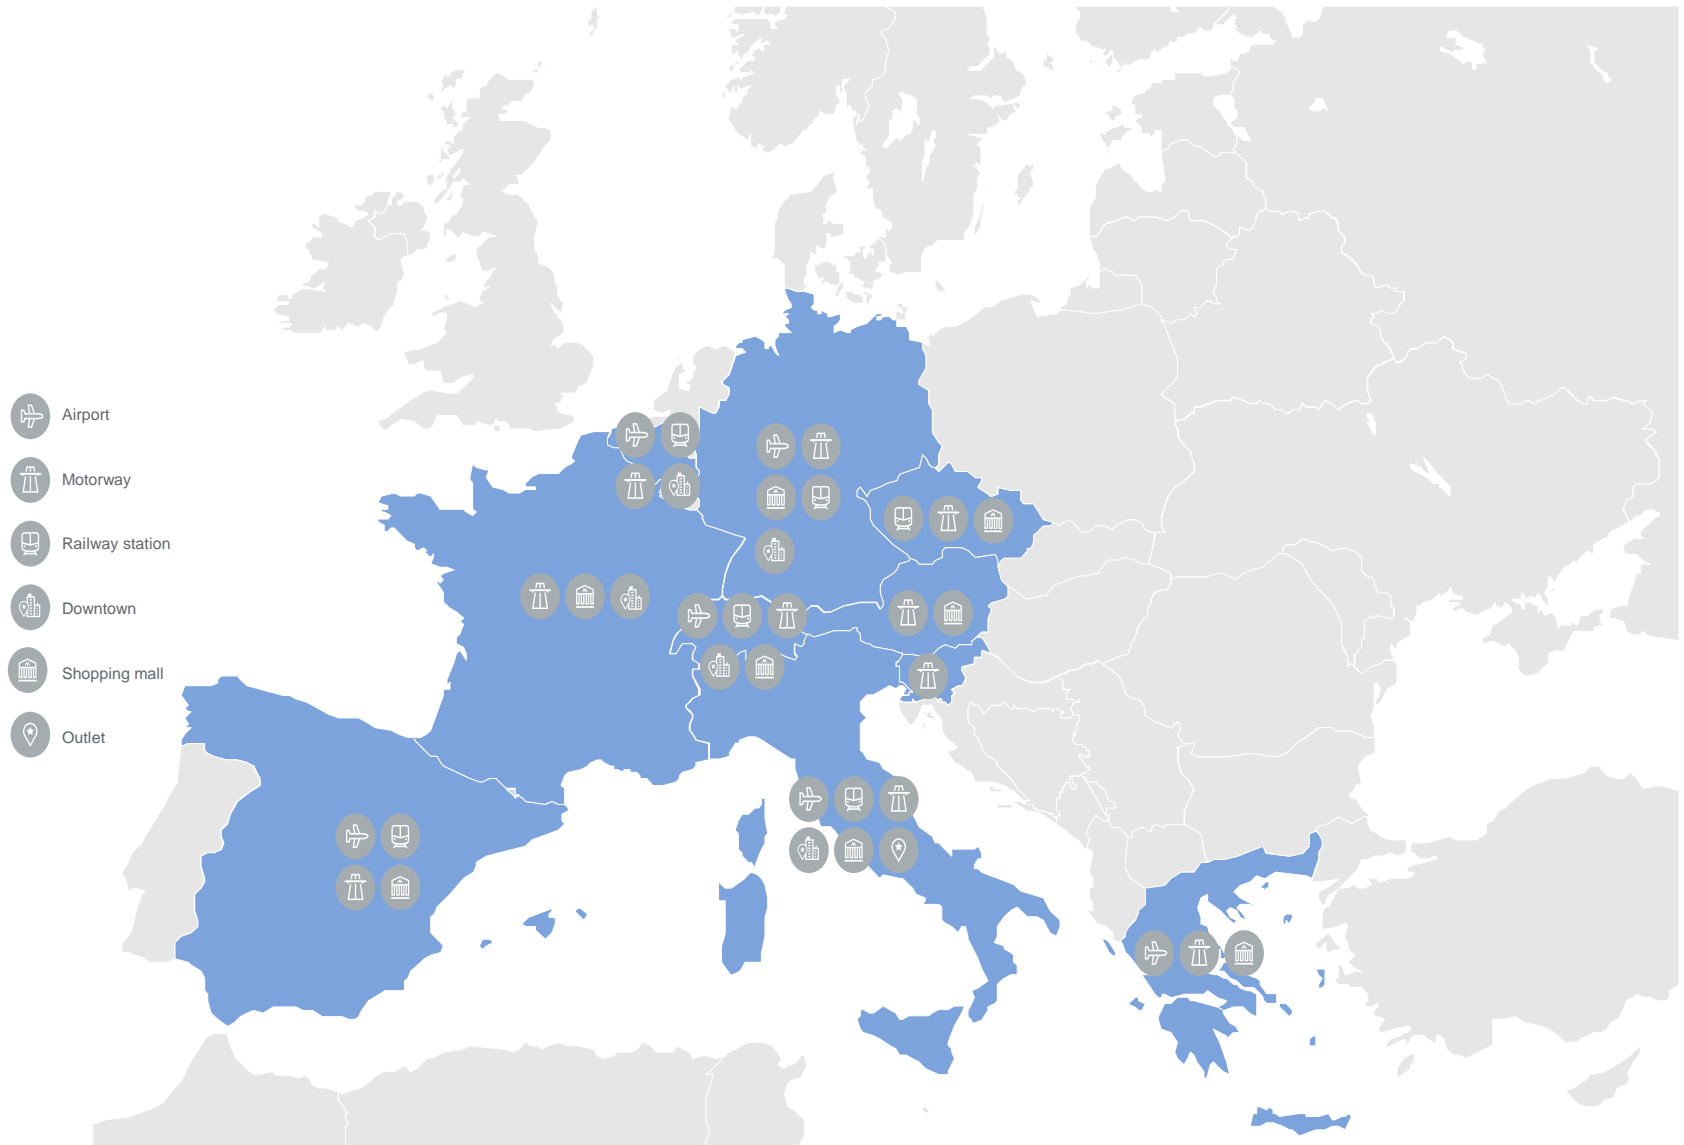 Airport
Motorway
Railway station
Downtown
Shopping mall
Outlet